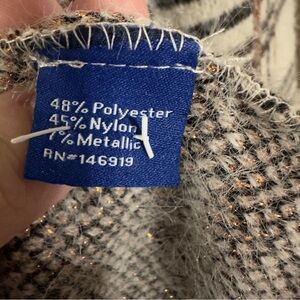 48% Polyester
45% Nylon
7% Metallic
RN#146919